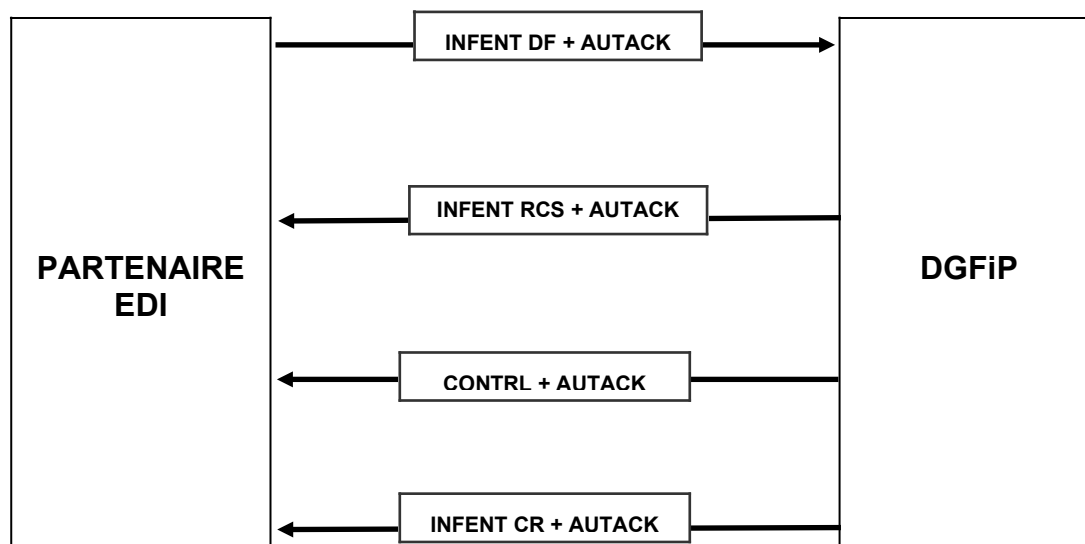 INFENT DF + AUTACK
INFENT RCS + AUTACK
PARTENAIRE
EDI
DGFiP
CONTRL + AUTACK
INFENT CR + AUTACK